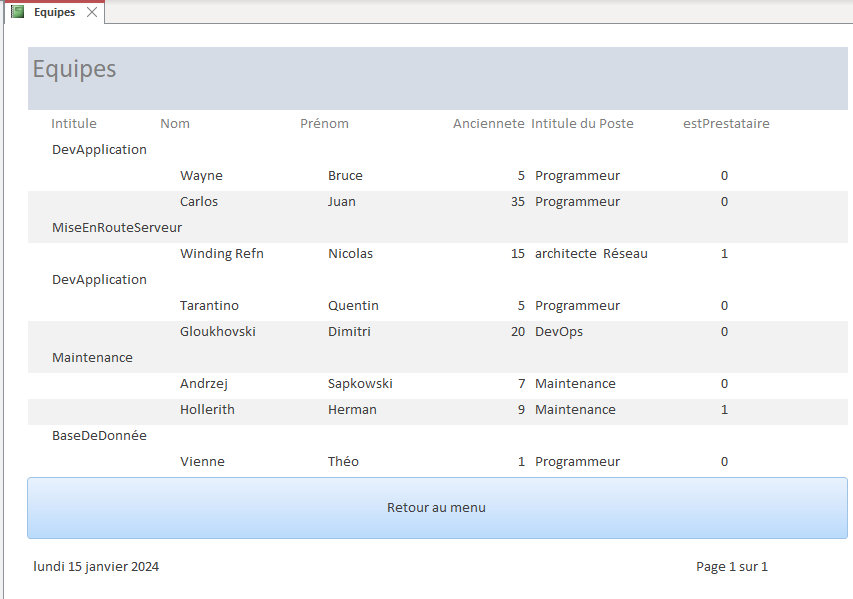 Equipes
Equipes
Intitule Nom Prénom Anciennete Intitule du Poste estPrestataire
DevApplication
Wayne Bruce 5 Programmeur 0
Carlos Juan 35 Programmeur 0
MiseEnRouteServeur
Winding Refn Nicolas 15 architecte Réseau 1
DevApplication
Tarantino Quentin 5 Programmeur 0
Gloukhovski Dimitri 20 DevOps 0
Maintenance
Andrzej Sapkowski 7 Maintenance 0
Hollerith Herman 9 Maintenance 1
BaseDeDonnée
Vienne Théo 1 Programmeur 0
Retour au menu
lundi 15 janvier 2024 Page 1 sur 1